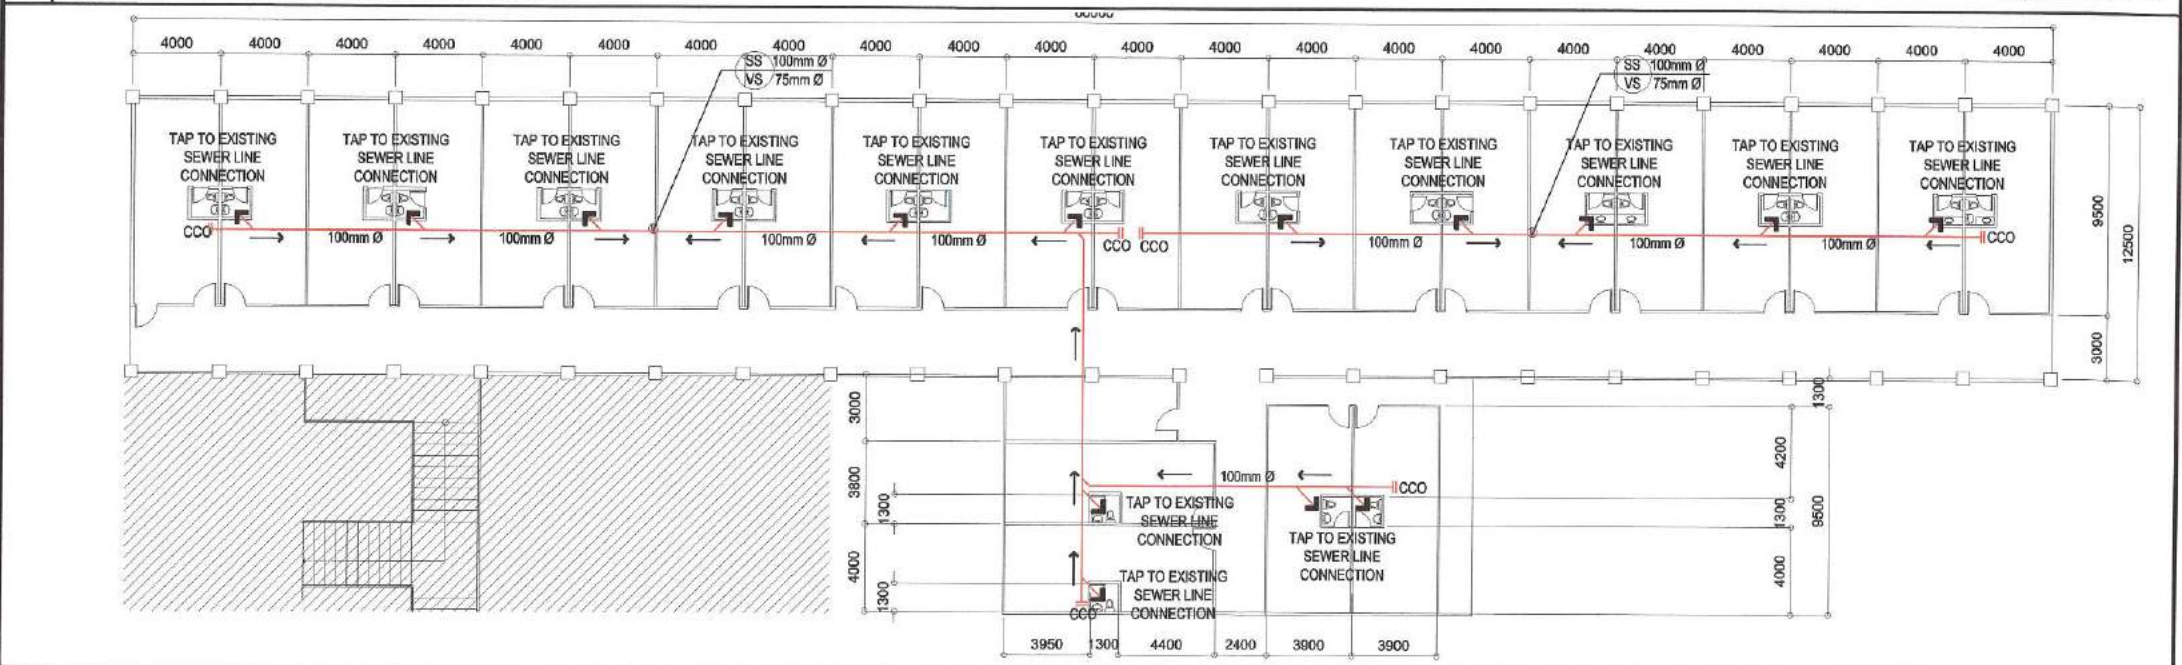 4000 4000 4000 4000 4000 4000 4000 4000 4000 4000 4000 4000 4000 4000 4000 4000 4000 4000 4000 4000 4000 4000
SS 100mm Ø
VS 75mm Ø
SS 100mm Ø
VS 75mm Ø
TAP TO EXISTING
SEWER LINE
CONNECTION
TAP TO EXISTING
SEWER LINE
CONNECTION
TAP TO EXISTING
SEWER LINE
CONNECTION
TAP TO EXISTING
SEWER LINE
CONNECTION
TAP TO EXISTING
SEWER LINE
CONNECTION
TAP TO EXISTING
SEWER LINE
CONNECTION
TAP TO EXISTING
SEWER LINE
CONNECTION
TAP TO EXISTING
SEWER LINE
CONNECTION
TAP TO EXISTING
SEWER LINE
CONNECTION
TAP TO EXISTING
SEWER LINE
CONNECTION
TAP TO EXISTING
SEWER LINE
CONNECTION
CCO 100mm Ø 100mm Ø 100mm Ø 100mm Ø CCO CCO 100mm Ø 100mm Ø 100mm Ø CCO
9500
12500
3000
3000
3800
1300
4000
1300
1300
4200
1300
9500
4000
100mm Ø
CCO
TAP TO EXISTING
SEWER LINE
CONNECTION
TAP TO EXISTING
SEWER LINE
CONNECTION
TAP TO EXISTING
SEWER LINE
CONNECTION
CCO
3950 1300 4400 2400 3900 3900